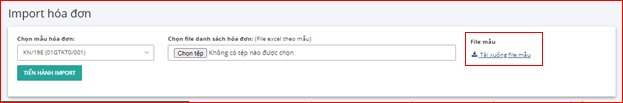 Import hóa đơn
Chọn mẫu hóa đơn:
KN/19E (01GTKT0/001)
Chọn file danh sách hóa đơn: (File excel theo mẫu)
Chọn tệp Không có tệp nào được chọn
File mẫu
Tải xuống file mẫu
TIẾN HÀNH IMPORT